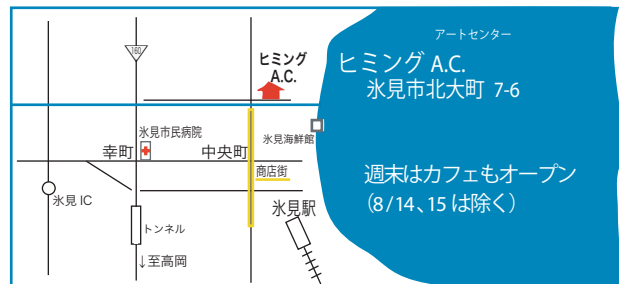 160
ヒミング
A.C.
氷見市民病院
幸町
中央町
氷見海鮮館
商店街
氷見 IC
氷見駅
トンネル
↓至高岡
アートセンター
ヒミング A.C.
氷見市北大町 7-6
週末はカフェもオープン
(8/14、15 は除く)